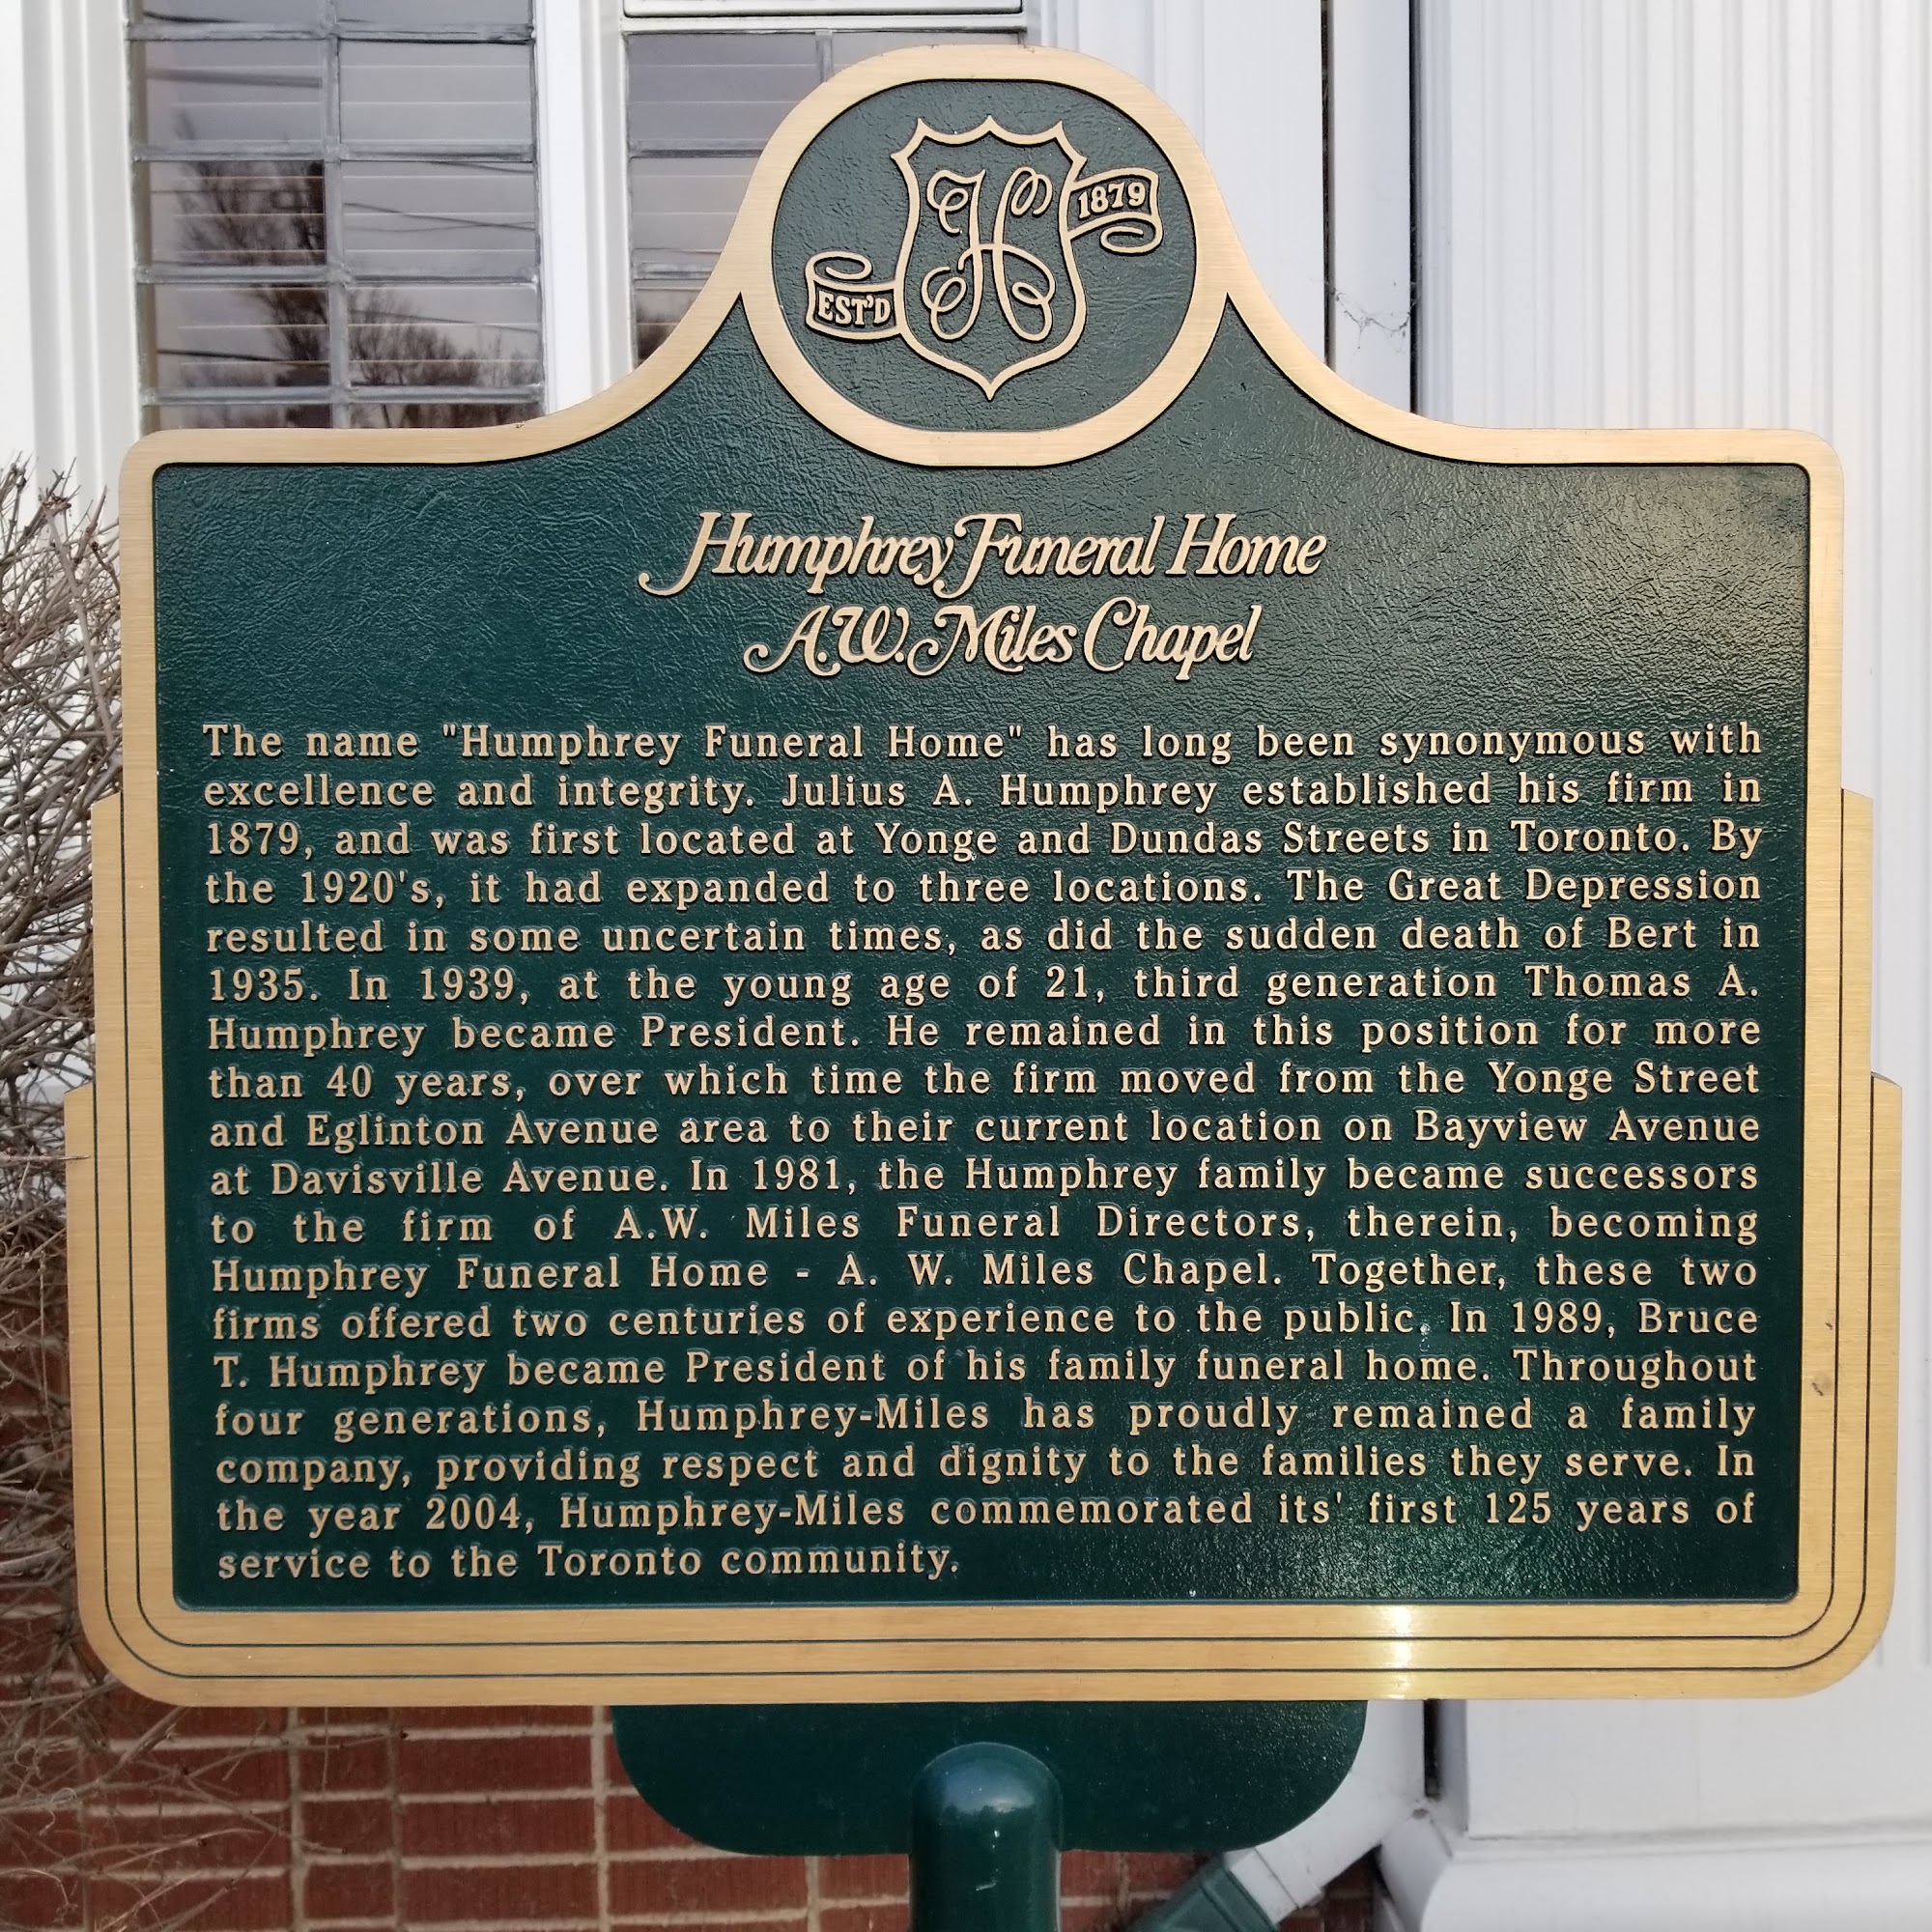 H
1879
EST'D
Humphrey Funeral Home
A.W. Miles Chapel
The name "Humphrey Funeral Home" has long been synonymous with
excellence and integrity. Julius A. Humphrey established his firm in
1879, and was first located at Yonge and Dundas Streets in Toronto. By
the 1920's, it had expanded to three locations. The Great Depression
resulted in some uncertain times, as did the sudden death of Bert in
1935. In 1939, at the young age of 21, third generation Thomas A.
Humphrey became President. He remained in this position for more
than 40 years, over which time the firm moved from the Yonge Street
and Eglinton Avenue area to their current location on Bayview Avenue
at Davisville Avenue. In 1981, the Humphrey family became successors
to the firm of A.W. Miles Funeral Directors, therein, becoming
Humphrey Funeral Home - A. W. Miles Chapel. Together, these two
firms offered two centuries of experience to the public. In 1989, Bruce
T. Humphrey became President of his family funeral home. Throughout
four generations, Humphrey-Miles has proudly remained a family
company, providing respect and dignity to the families they serve. In
the year 2004, Humphrey-Miles commemorated its' first 125 years of
service to the Toronto community.